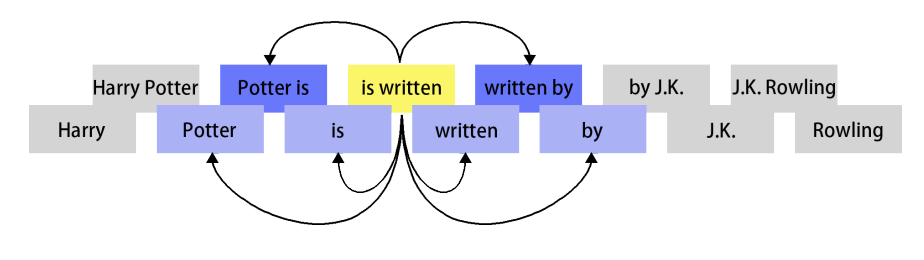 Harry Potter Potter is is written written by by J.K. J.K. Rowling
Harry Potter is written by J.K. Rowling